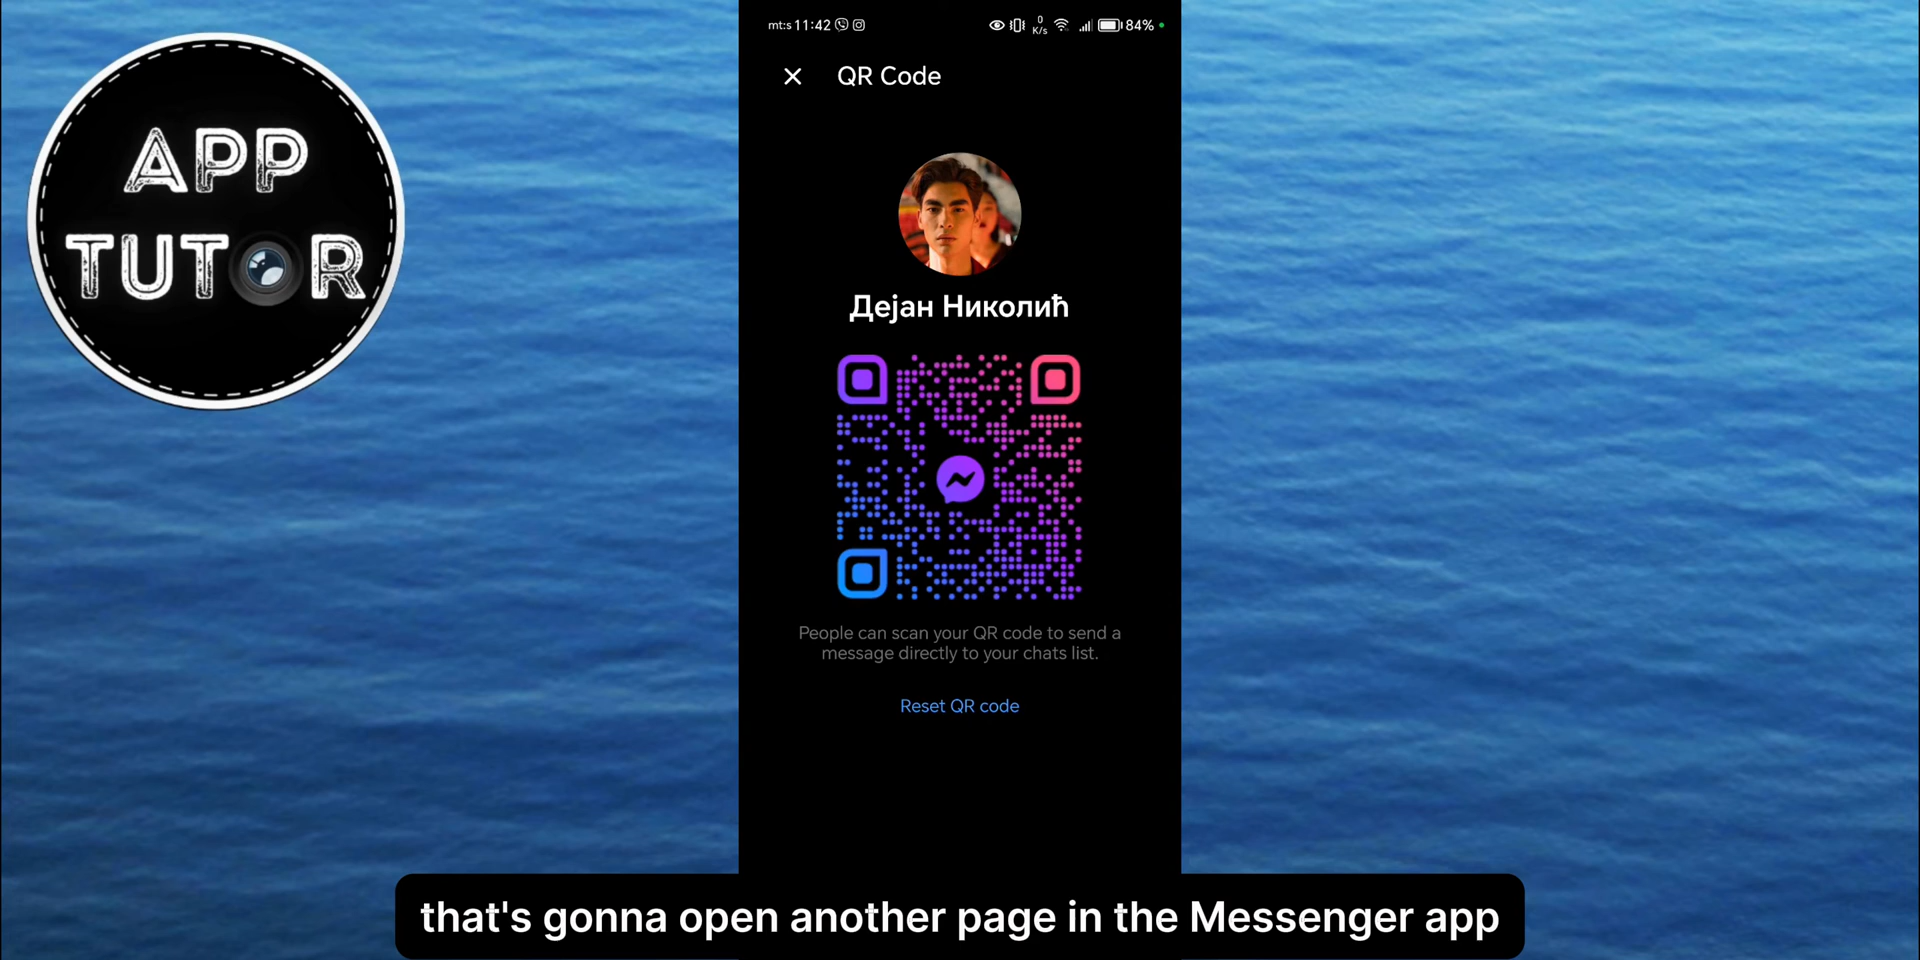 APP
TUTOR
mt:s 11:42
0
K/s
84%
QR Code
Дејан Николић
People can scan your QR code to send a
message directly to your chats list.
Reset QR code
that's gonna open another page in the Messenger app